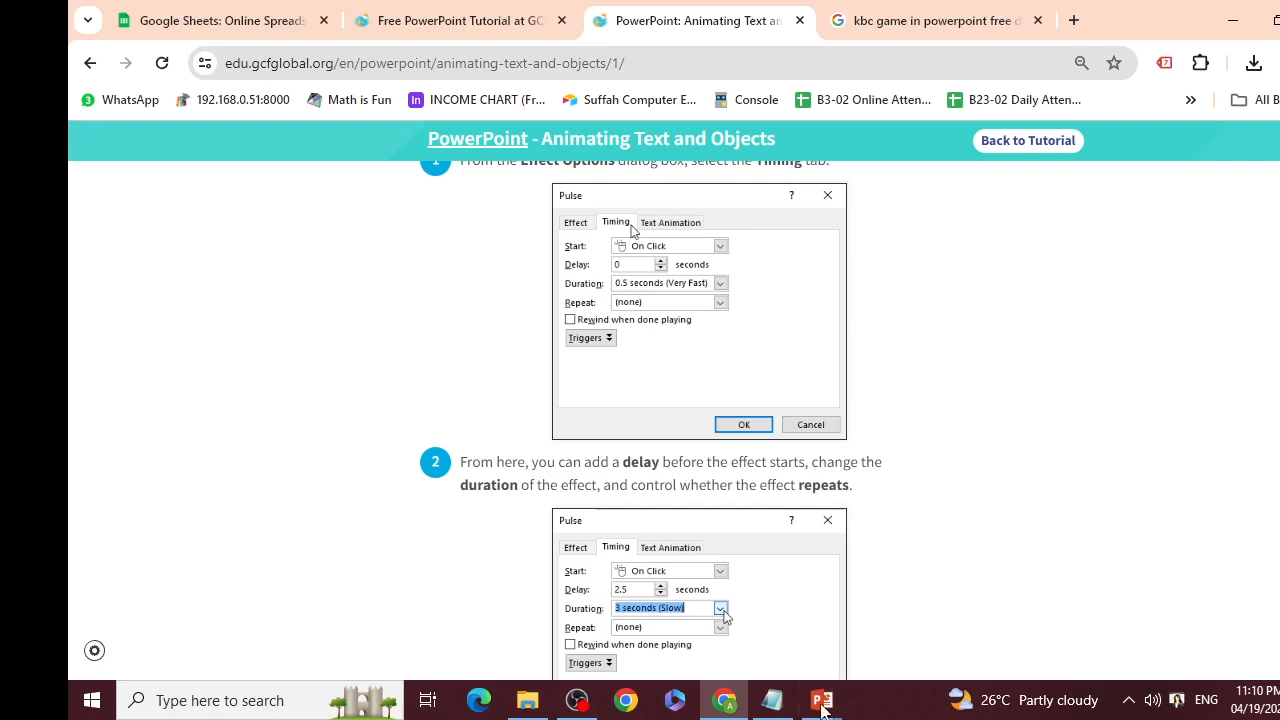 Google Sheets: Online Spreads
Free PowerPoint Tutorial at GC
PowerPoint: Animating Text an
kbc game in powerpoint free d
edu.gcfglobal.org/en/powerpoint/animating-text-and-objects/1/
7
3 WhatsApp
192.168.0.51:8000
Math is Fun
In INCOME CHART (Fr...
Suffah Computer E...
Console
B3-02 Online Atten...
B23-02 Daily Atten...
» All B
PowerPoint - Animating Text and Objects
Back to Tutorial
1 From the Effect Options dialog box, select the Timing tab.
Pulse ?
Effect Timing Text Animation
Start: On Click
Delay: 0 seconds
Duration: 0.5 seconds (Very Fast)
Repeat: (none)
Rewind when done playing
Triggers
OK Cancel
2 From here, you can add a delay before the effect starts, change the
duration of the effect, and control whether the effect repeats.
Pulse ?
Effect Timing Text Animation
Start: On Click
Delay: 2.5 seconds
Duration: 3 seconds (Slow)
Repeat: (none)
Rewind when done playing
Triggers
Type here to search
26°C Partly cloudy
ENG
11:10 PM
04/19/20